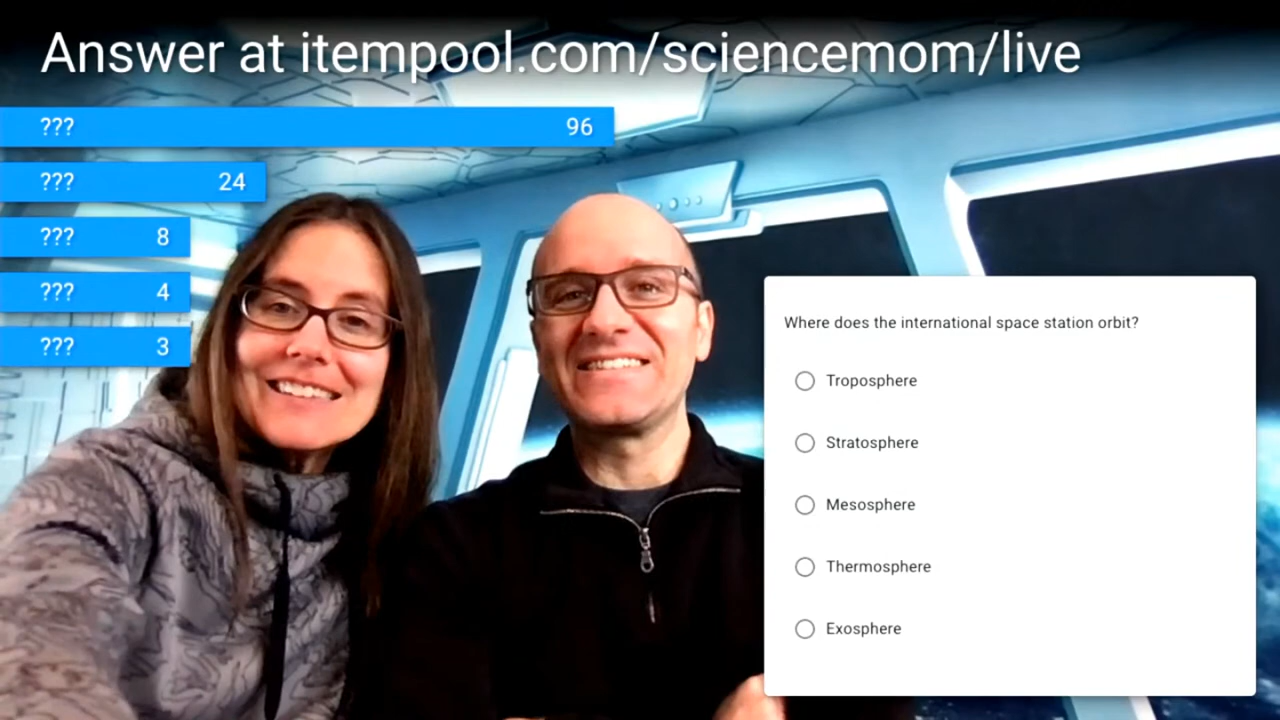 Answer at itempool.com/sciencemom/live
??? 96
??? 24
??? 8
??? 4
??? 3
Where does the international space station orbit?
Troposphere
Stratosphere
Mesosphere
Thermosphere
Exosphere